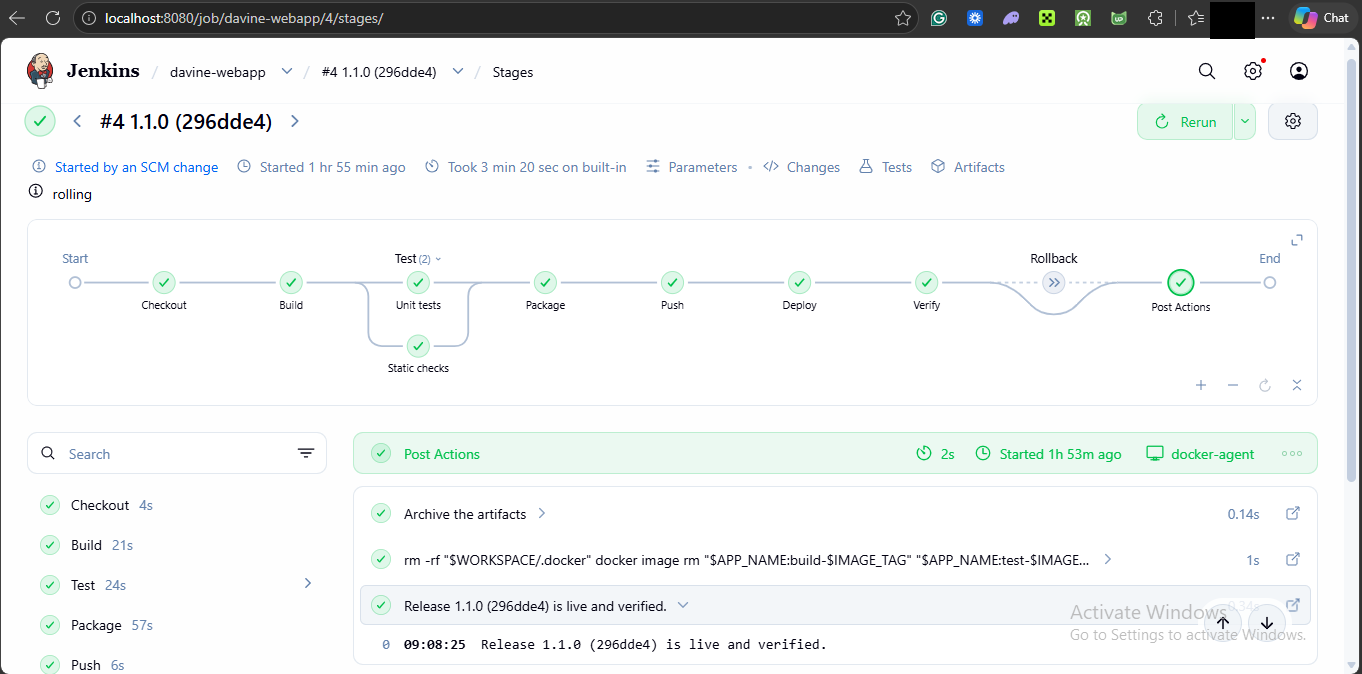 localhost:8080/job/davine-webapp/4/stages/
UP
Chat
Jenkins / davine-webapp / #4 1.1.0 (296dde4) / Stages
#4 1.1.0 (296dde4)
Rerun
Started by an SCM change Started 1 hr 55 min ago Took 3 min 20 sec on built-in Parameters </> Changes Tests Artifacts
rolling
Start Test (2) Rollback End
Checkout Build Unit tests Package Push Deploy Verify Post Actions
Static checks
Search
Post Actions 2s Started 1h 53m ago docker-agent
Checkout 4s
Build 21s
Test 24s
Package 57s
Push 6s
Archive the artifacts 0.14s
rm -rf "$WORKSPACE/.docker" docker image rm "$APP_NAME:build-$IMAGE_TAG" "$APP_NAME:test-$IMAGE... 1s
Release 1.1.0 (296dde4) is live and verified. 0.34s
0 09:08:25 Release 1.1.0 (296dde4) is live and verified.
Activate Windows
Go to Settings to activate Windows.